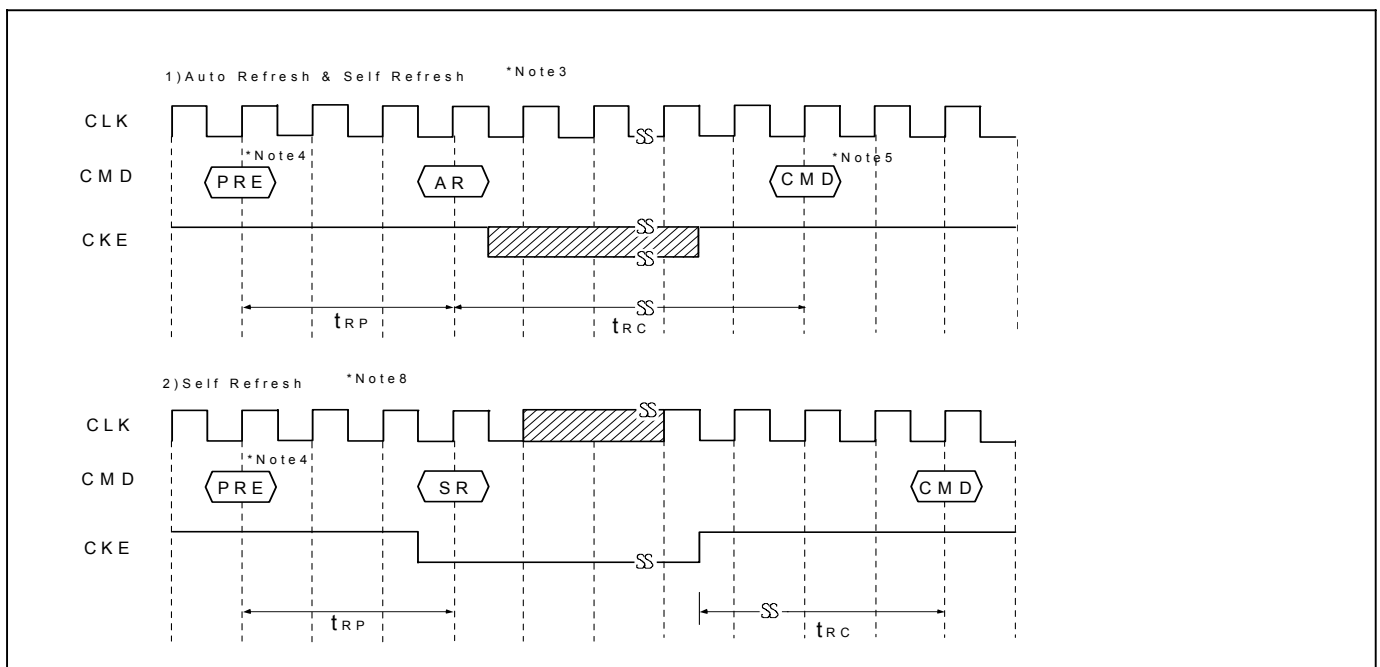 1)Auto Refresh & Self Refresh *Note3
CLK
*Note4 *Note5
CMD PRE AR CMD
CKE
tRP tRC
2)Self Refresh *Note8
CLK
*Note4
CMD PRE SR CMD
CKE
tRP tRC